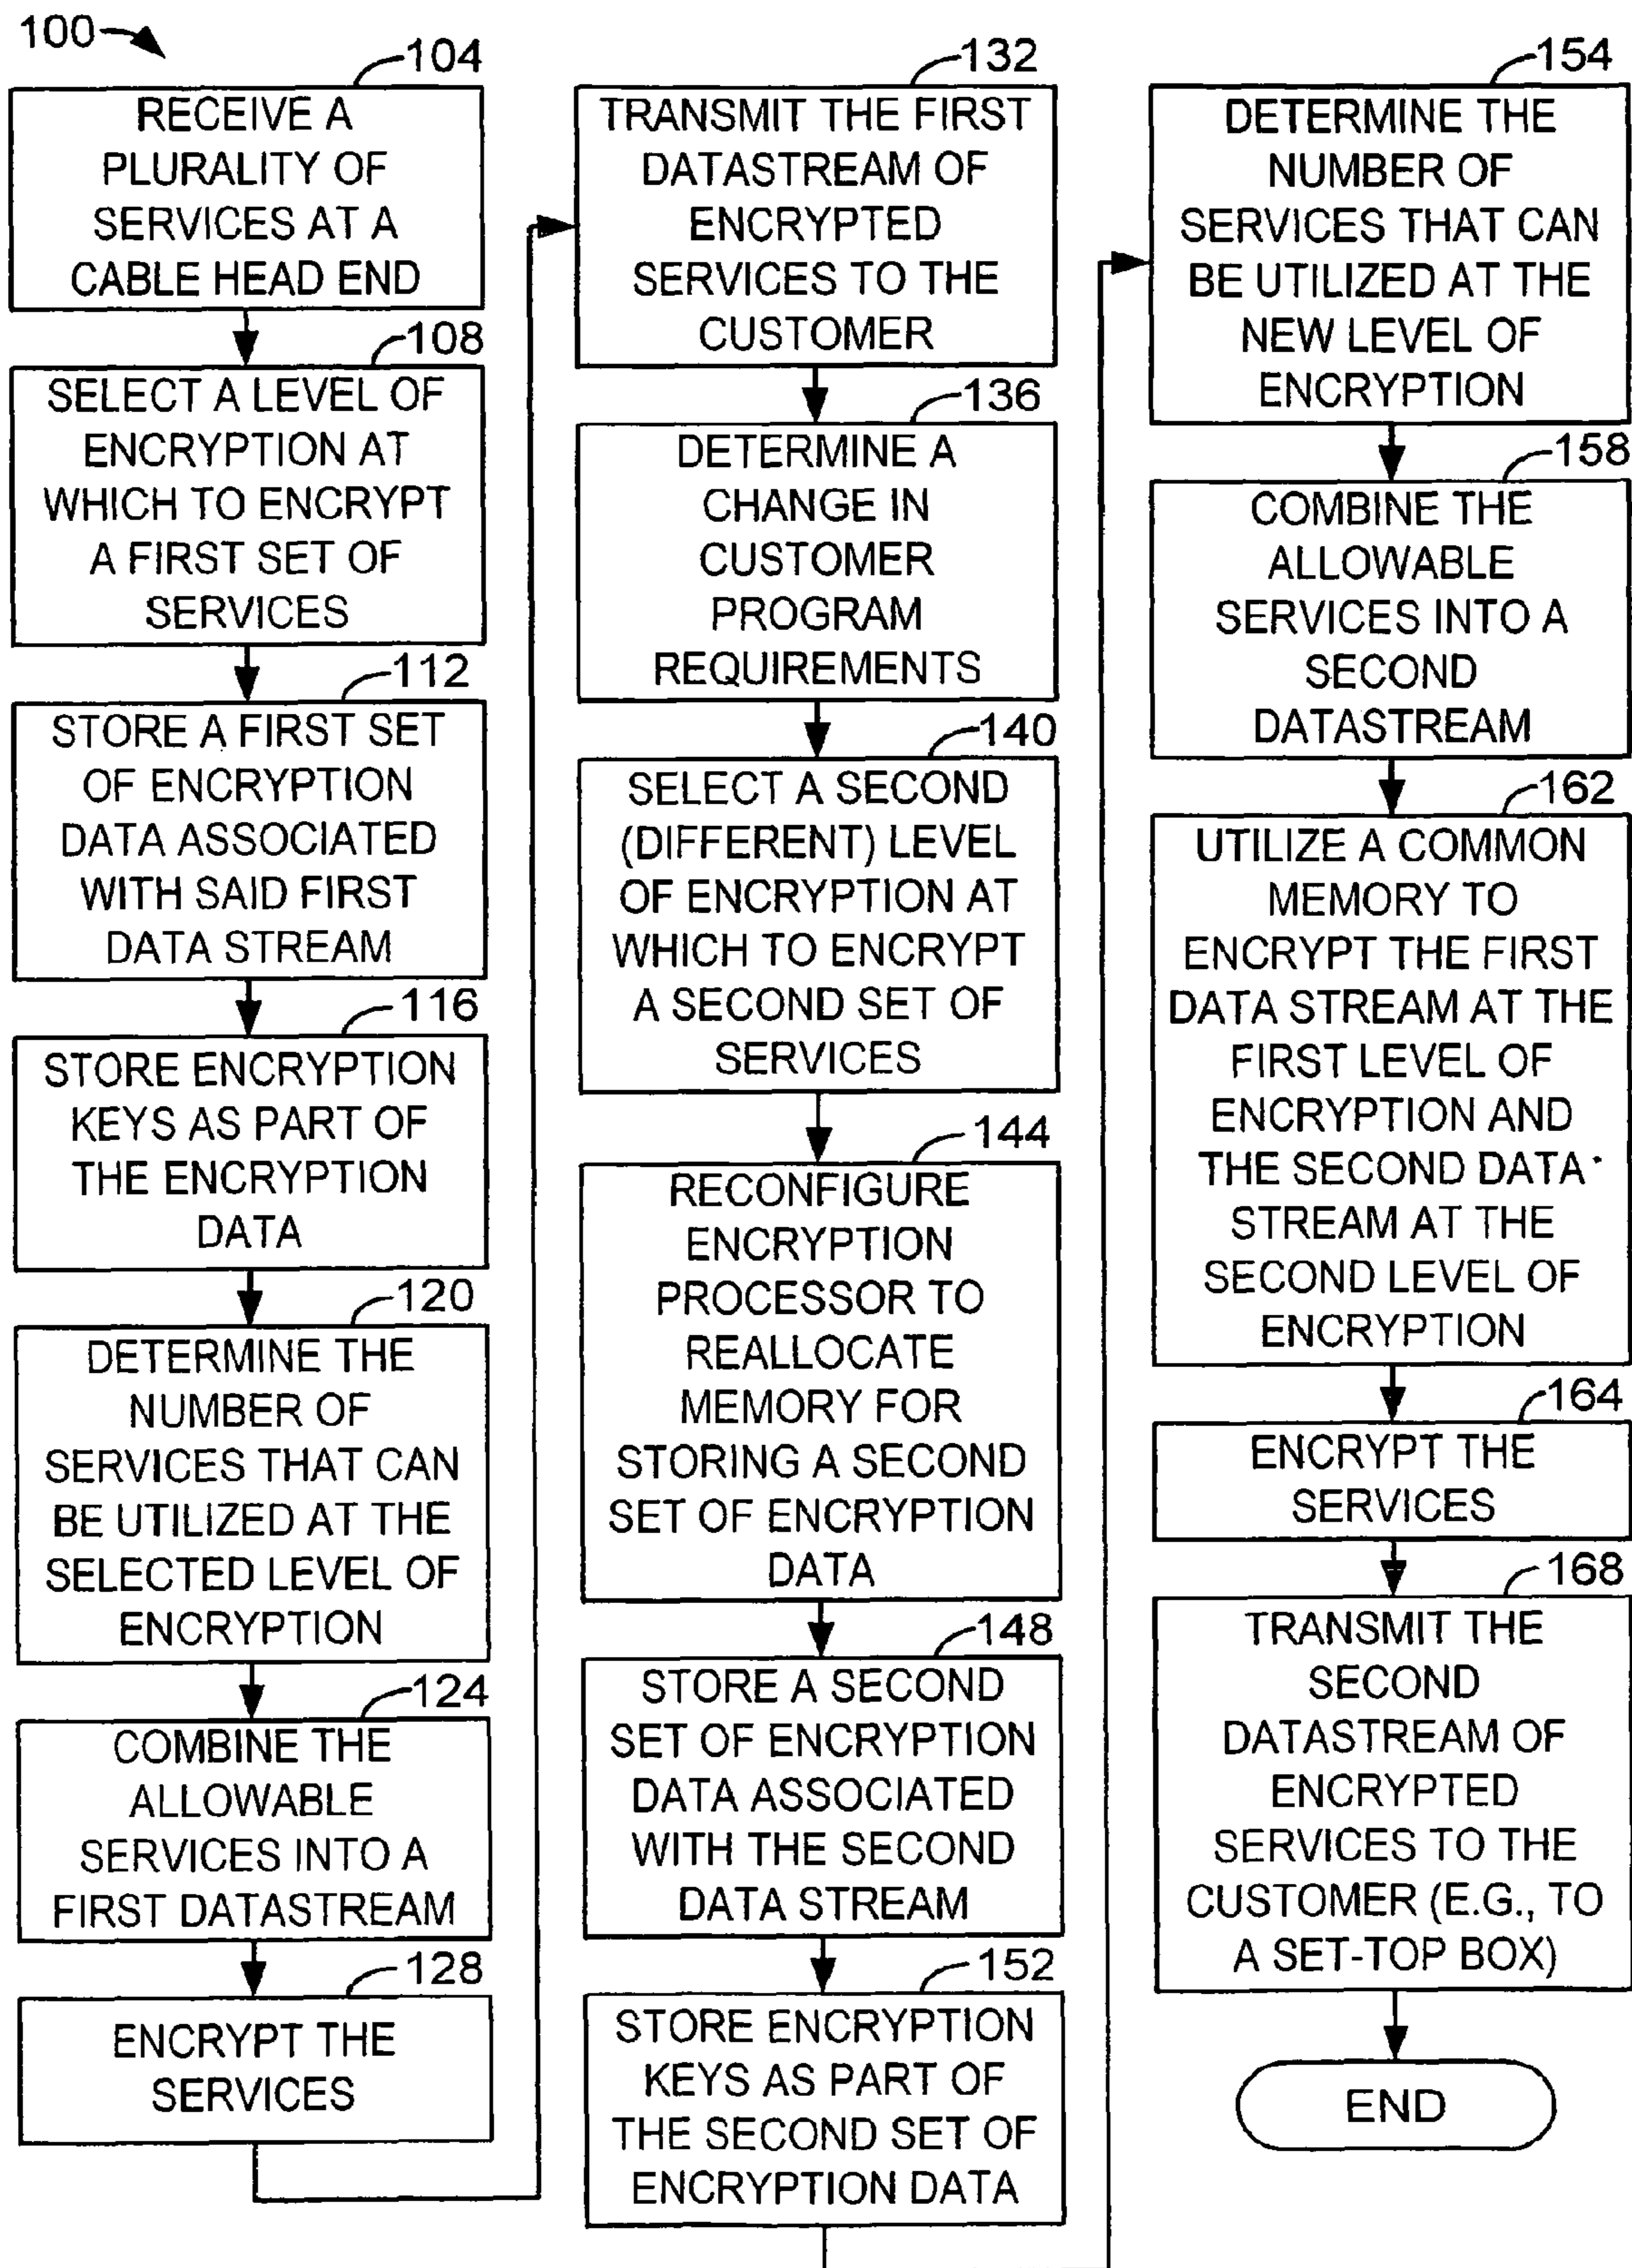 100
104
RECEIVE A
PLURALITY OF
SERVICES AT A
CABLE HEAD END
108
SELECT A LEVEL OF
ENCRYPTION AT
WHICH TO ENCRYPT
A FIRST SET OF
SERVICES
112
STORE A FIRST SET
OF ENCRYPTION
DATA ASSOCIATED
WITH SAID FIRST
DATA STREAM
116
STORE ENCRYPTION
KEYS AS PART OF
THE ENCRYPTION
DATA
120
DETERMINE THE
NUMBER OF
SERVICES THAT CAN
BE UTILIZED AT THE
SELECTED LEVEL OF
ENCRYPTION
124
COMBINE THE
ALLOWABLE
SERVICES INTO A
FIRST DATASTREAM
128
ENCRYPT THE
SERVICES
132
TRANSMIT THE FIRST
DATASTREAM OF
ENCRYPTED
SERVICES TO THE
CUSTOMER
136
DETERMINE A
CHANGE IN
CUSTOMER
PROGRAM
REQUIREMENTS
140
SELECT A SECOND
(DIFFERENT) LEVEL
OF ENCRYPTION AT
WHICH TO ENCRYPT
A SECOND SET OF
SERVICES
144
RECONFIGURE
ENCRYPTION
PROCESSOR TO
REALLOCATE
MEMORY FOR
STORING A SECOND
SET OF ENCRYPTION
DATA
148
STORE A SECOND
SET OF ENCRYPTION
DATA ASSOCIATED
WITH THE SECOND
DATA STREAM
152
STORE ENCRYPTION
KEYS AS PART OF
THE SECOND SET OF
ENCRYPTION DATA
154
DETERMINE THE
NUMBER OF
SERVICES THAT CAN
BE UTILIZED AT THE
NEW LEVEL OF
ENCRYPTION
158
COMBINE THE
ALLOWABLE
SERVICES INTO A
SECOND
DATASTREAM
162
UTILIZE A COMMON
MEMORY TO
ENCRYPT THE FIRST
DATA STREAM AT THE
FIRST LEVEL OF
ENCRYPTION AND
THE SECOND DATA
STREAM AT THE
SECOND LEVEL OF
ENCRYPTION
164
ENCRYPT THE
SERVICES
168
TRANSMIT THE
SECOND
DATASTREAM OF
ENCRYPTED
SERVICES TO THE
CUSTOMER (E.G., TO
A SET-TOP BOX)
END